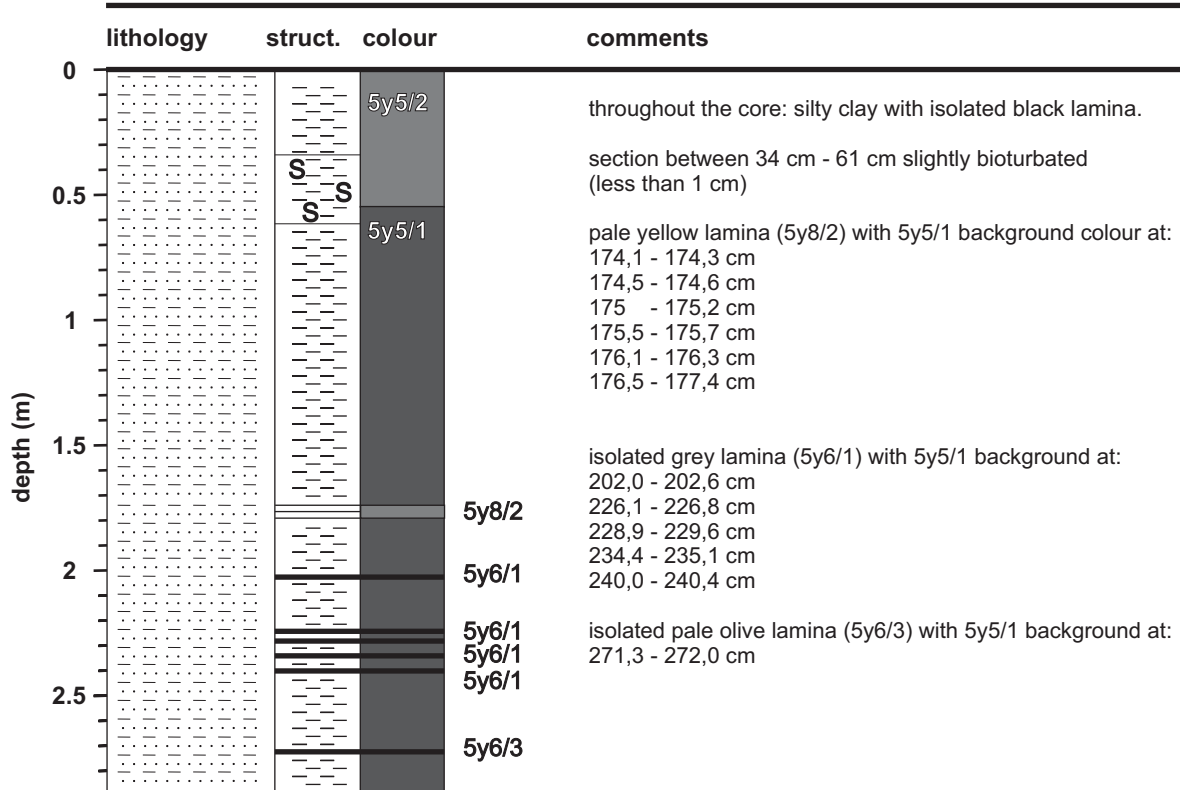 lithology struct. colour comments
0
5y5/2
throughout the core: silty clay with isolated black lamina.
section between 34 cm - 61 cm slightly bioturbated
(less than 1 cm)
S
S
S
0.5
5y5/1
pale yellow lamina (5y8/2) with 5y5/1 background colour at:
174,1 - 174,3 cm
174,5 - 174,6 cm
175 - 175,2 cm
175,5 - 175,7 cm
176,1 - 176,3 cm
176,5 - 177,4 cm
1
depth (m)
1.5
isolated grey lamina (5y6/1) with 5y5/1 background at:
202,0 - 202,6 cm
226,1 - 226,8 cm
228,9 - 229,6 cm
234,4 - 235,1 cm
240,0 - 240,4 cm
5y8/2
2
5y6/1
5y6/1
5y6/1
5y6/1
isolated pale olive lamina (5y6/3) with 5y5/1 background at:
271,3 - 272,0 cm
2.5
5y6/3